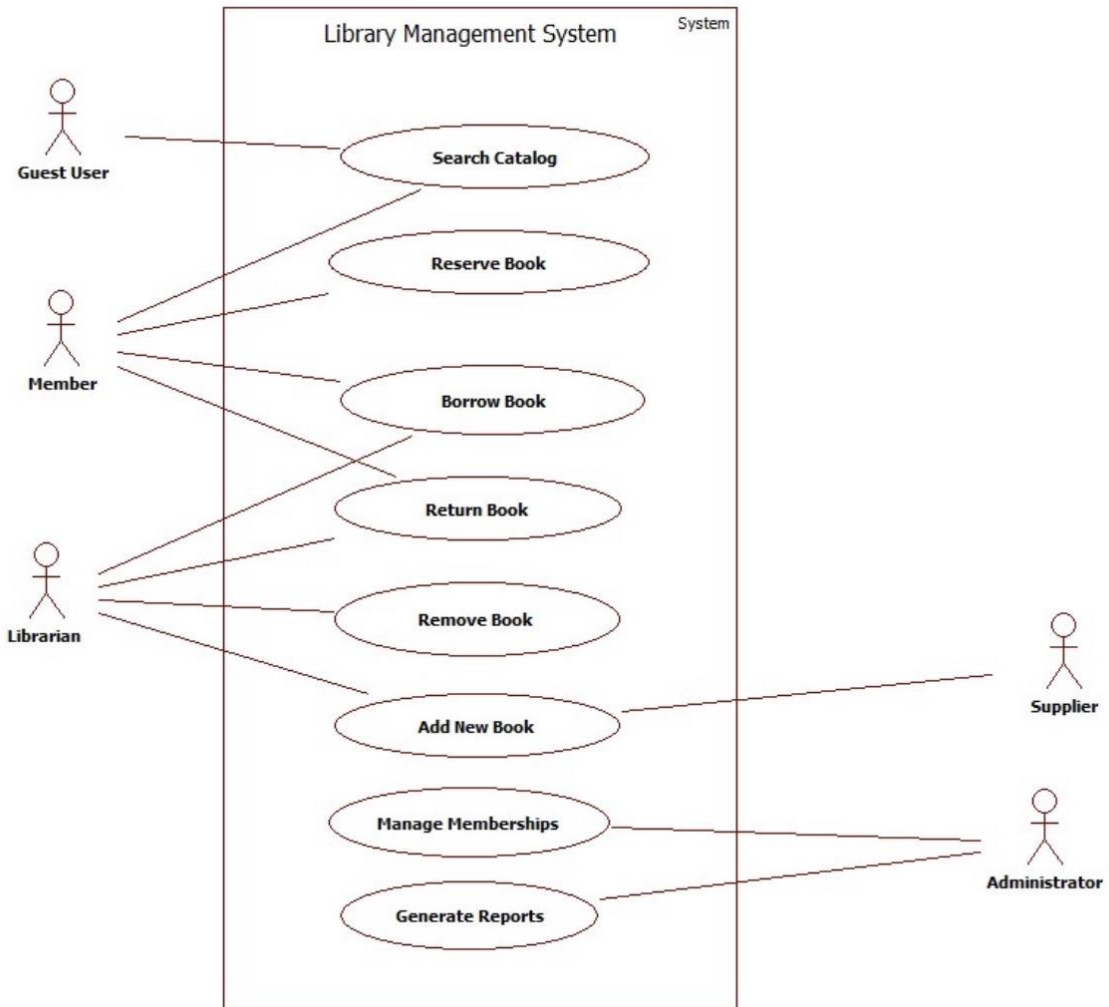 Library Management System
System
Guest User
Search Catalog
Reserve Book
Member
Borrow Book
Return Book
Librarian
Remove Book
Supplier
Add New Book
Manage Memberships
Administrator
Generate Reports